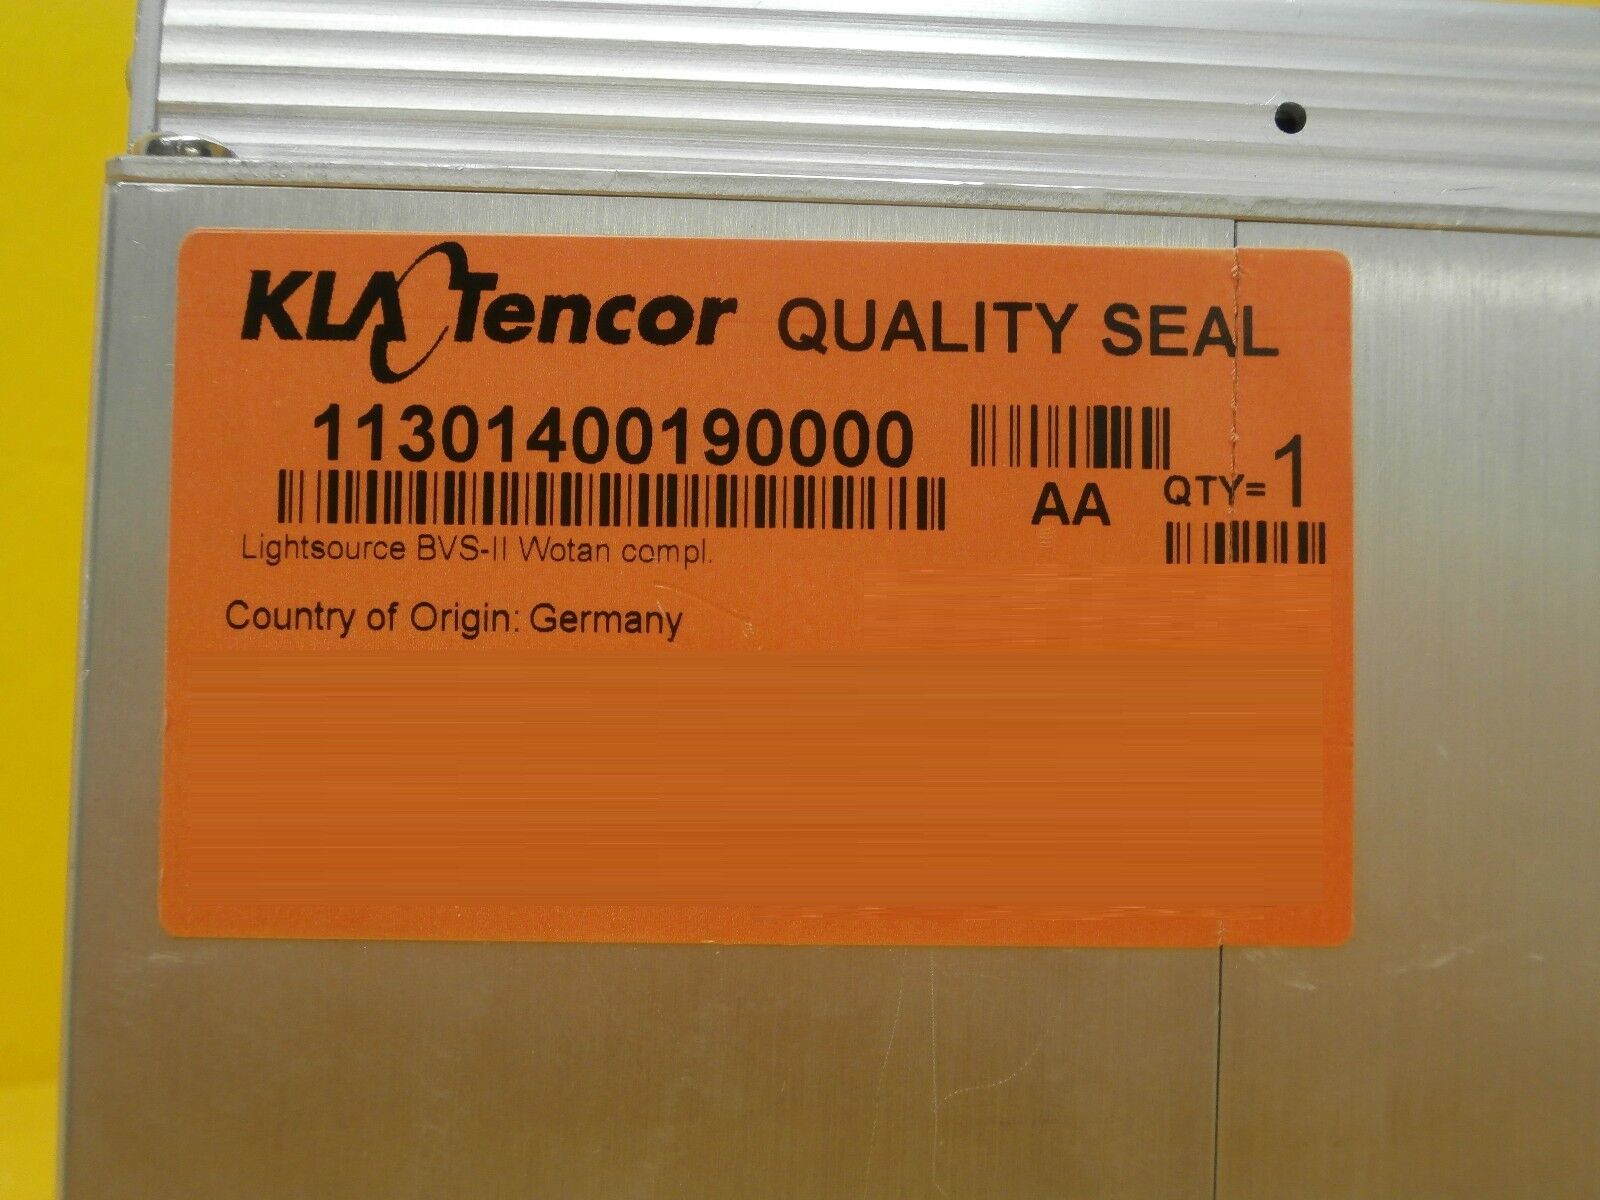 KLA Tencor QUALITY SEAL
11301400190000
AA QTY= 1
Lightsource BVS-II Wotan compl.
Country of Origin: Germany